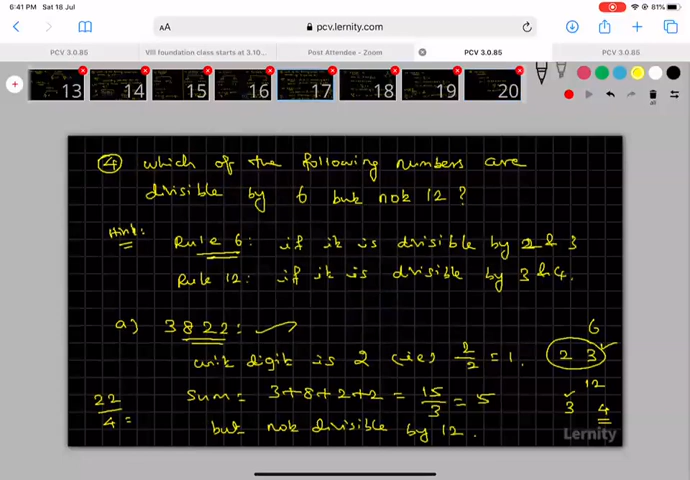 6:41 PM Sat 18 Jul
81%
AA
pcv.lernity.com
PCV 3.0.85
VIII foundation class starts at 3.10...
Post Attendee - Zoom
PCV 3.0.85
PCV 3.0.85
13 14 15 16 17 18 19 20
all
④ which of the following numbers are
divisible by 6 but not 12?
Hint:
Rule 6: if it is divisible by 2 & 3
Rule 12: if it is divisible by 3 & 4.
a) 3822: ✓
unit digit is 2 (ie) 2/2 = 1.
6
2 3
12
3 4
22/4 =
Sum = 3+8+2+2 = 15/3 = 5
but not divisible by 12.
Lernity